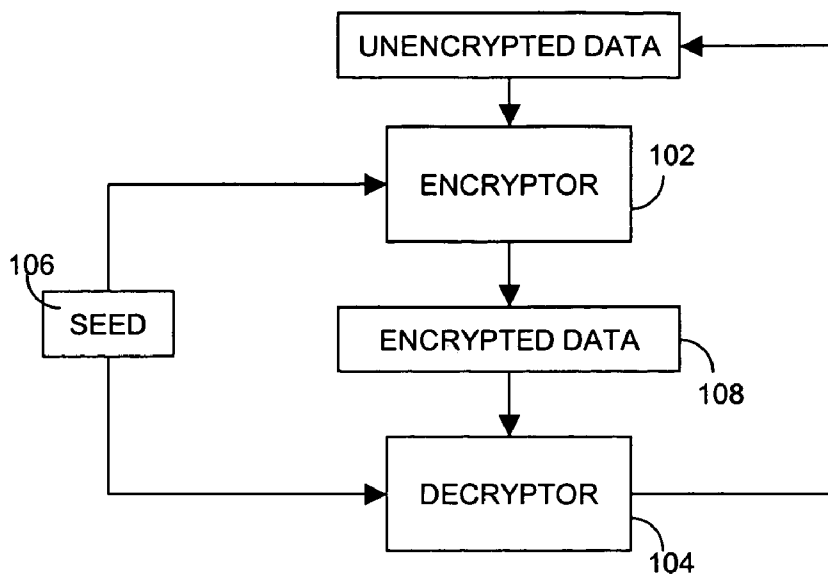 UNENCRYPTED DATA
102
ENCRYPTOR
106
SEED
ENCRYPTED DATA
108
DECRYPTOR
104